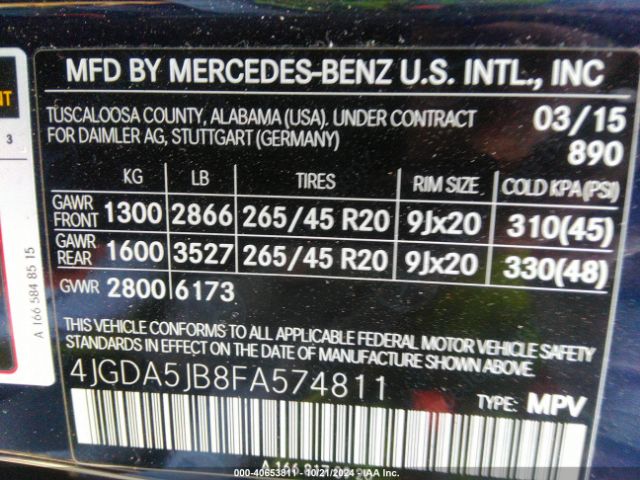 MFD BY MERCEDES-BENZ U.S. INTL., INC
TUSCALOOSA COUNTY, ALABAMA (USA). UNDER CONTRACT 03/15
FOR DAIMLER AG, STUTTGART (GERMANY) 890
KG LB TIRES RIM SIZE COLD KPA(PSI)
GAWR FRONT 1300 2866 265/45 R20 9Jx20 310(45)
GAWR REAR 1600 3527 265/45 R20 9Jx20 330(48)
GVWR 2800 6173
THIS VEHICLE CONFORMS TO ALL APPLICABLE FEDERAL MOTOR VEHICLE SAFETY
STANDARDS IN EFFECT ON THE DATE OF MANUFACTURE SHOWN ABOVE.
4JGDA5JB8FA574811
TYPE: MPV
A 166 584 85 15
3
A 166 817
40653811 - 10/21/2024 - IAA Inc.